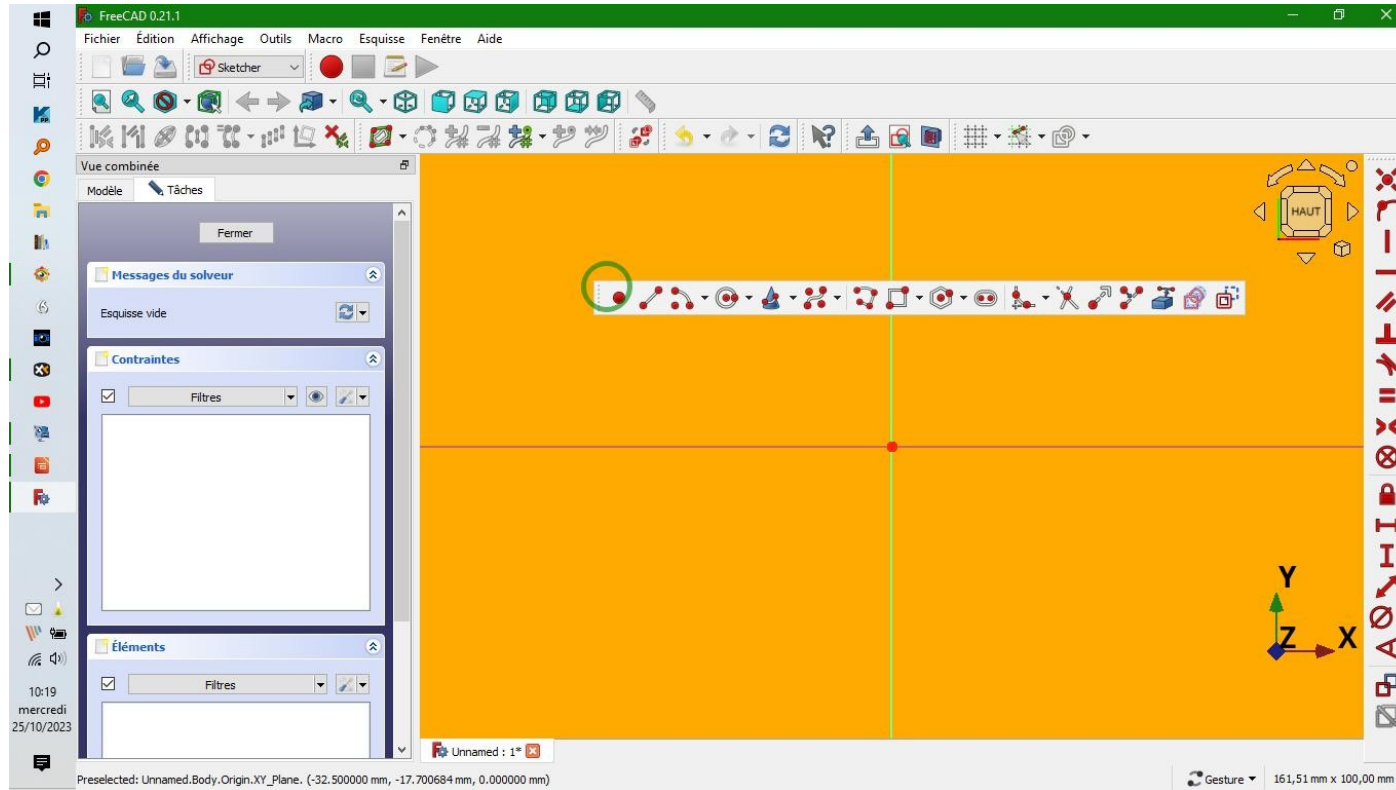 FreeCAD 0.21.1
Fichier Édition Affichage Outils Macro Esquisse Fenêtre Aide
Sketcher
Vue combinée
Modèle Tâches
Fermer
Messages du solveur
Esquisse vide
Contraintes
Filtres
Éléments
Filtres
HAUT
Y
Z X
10:19
mercredi
25/10/2023
Unnamed : 1*
Preselected: Unnamed.Body.Origin.XY_Plane. (-32.500000 mm, -17.700684 mm, 0.000000 mm)
Gesture
161,51 mm x 100,00 mm